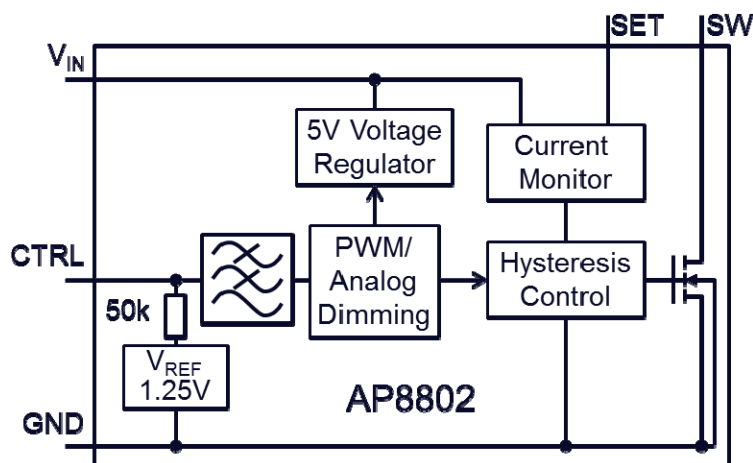 SET SW
VIN
5V Voltage
Regulator
Current
Monitor
CTRL
PWM/
Analog
Dimming
Hysteresis
Control
50k
VREF
1.25V
AP8802
GND